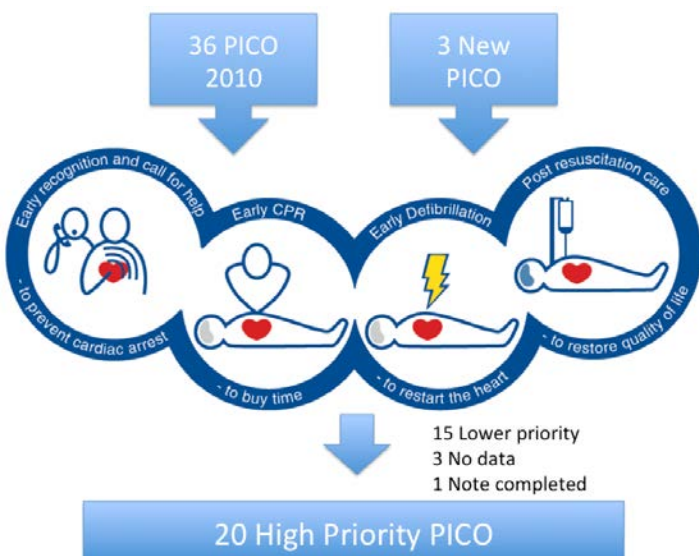 36 PICO
2010
3 New
PICO
Early recognition and call for help
- to prevent cardiac arrest
Early CPR
- to buy time
Early Defibrillation
- to restart the heart
Post resuscitation care
- to restore quality of life
15 Lower priority
3 No data
1 Note completed
20 High Priority PICO